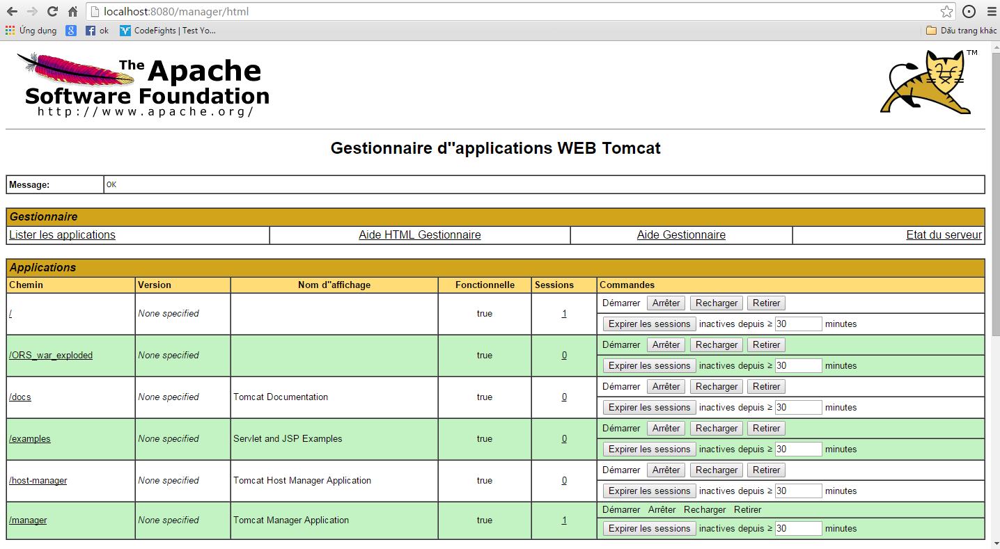 localhost:8080/manager/html
Ứng dụng ok CodeFights | Test Yo... Dấu trang khác
The Apache
Software Foundation
http://www.apache.org/
TM
Gestionnaire d''applications WEB Tomcat
Message: OK
Gestionnaire
Lister les applications Aide HTML Gestionnaire Aide Gestionnaire Etat du serveur
Applications
Chemin Version Nom d''affichage Fonctionnelle Sessions Commandes
/ None specified true 1 Démarrer Arrêter Recharger Retirer
Expirer les sessions inactives depuis ≥ 30 minutes
/ORS_war_exploded None specified true 0 Démarrer Arrêter Recharger Retirer
Expirer les sessions inactives depuis ≥ 30 minutes
/docs None specified Tomcat Documentation true 0 Démarrer Arrêter Recharger Retirer
Expirer les sessions inactives depuis ≥ 30 minutes
/examples None specified Servlet and JSP Examples true 0 Démarrer Arrêter Recharger Retirer
Expirer les sessions inactives depuis ≥ 30 minutes
/host-manager None specified Tomcat Host Manager Application true 0 Démarrer Arrêter Recharger Retirer
Expirer les sessions inactives depuis ≥ 30 minutes
/manager None specified Tomcat Manager Application true 1 Démarrer Arrêter Recharger Retirer
Expirer les sessions inactives depuis ≥ 30 minutes